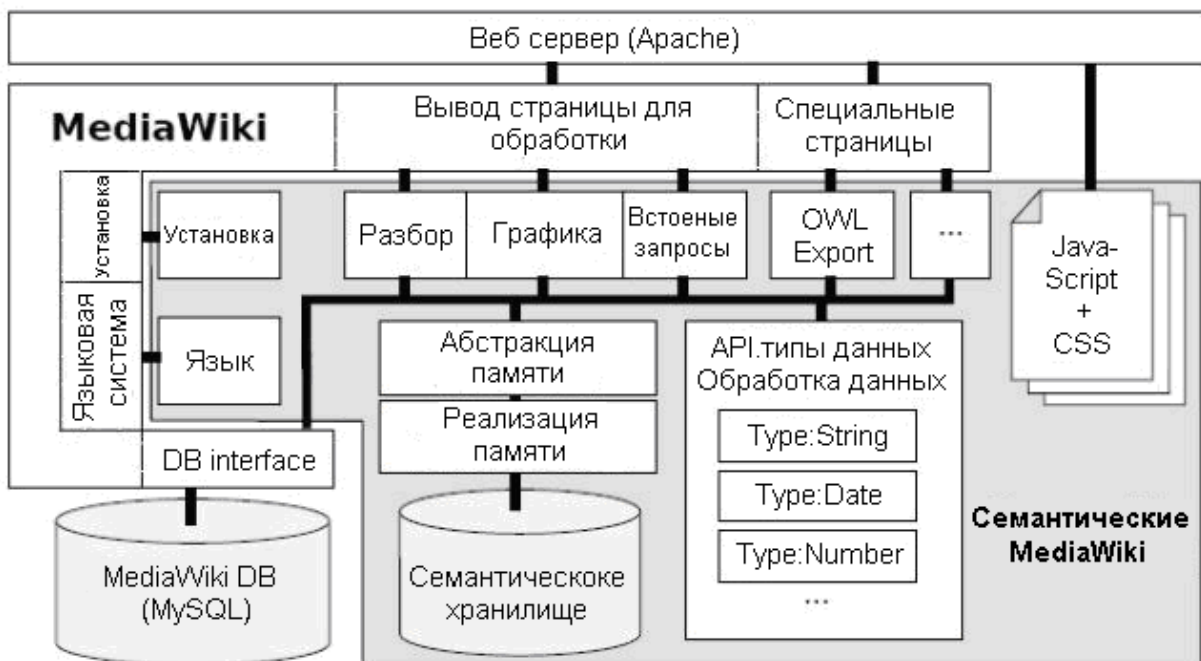 Веб сервер (Apache)
MediaWiki
Вывод страницы для
обработки
Специальные
страницы
установка
Установка
Разбор
Графика
Встоеные
запросы
OWL
Export
...
Java-
Script
+
CSS
Языковая
система
Язык
Абстракция
памяти
Реализация
памяти
API.типы данных
Обработка данных
Type:String
Type:Date
Type:Number
...
DB interface
MediaWiki DB
(MySQL)
Семантическоке
хранилище
Семантические
MediaWiki